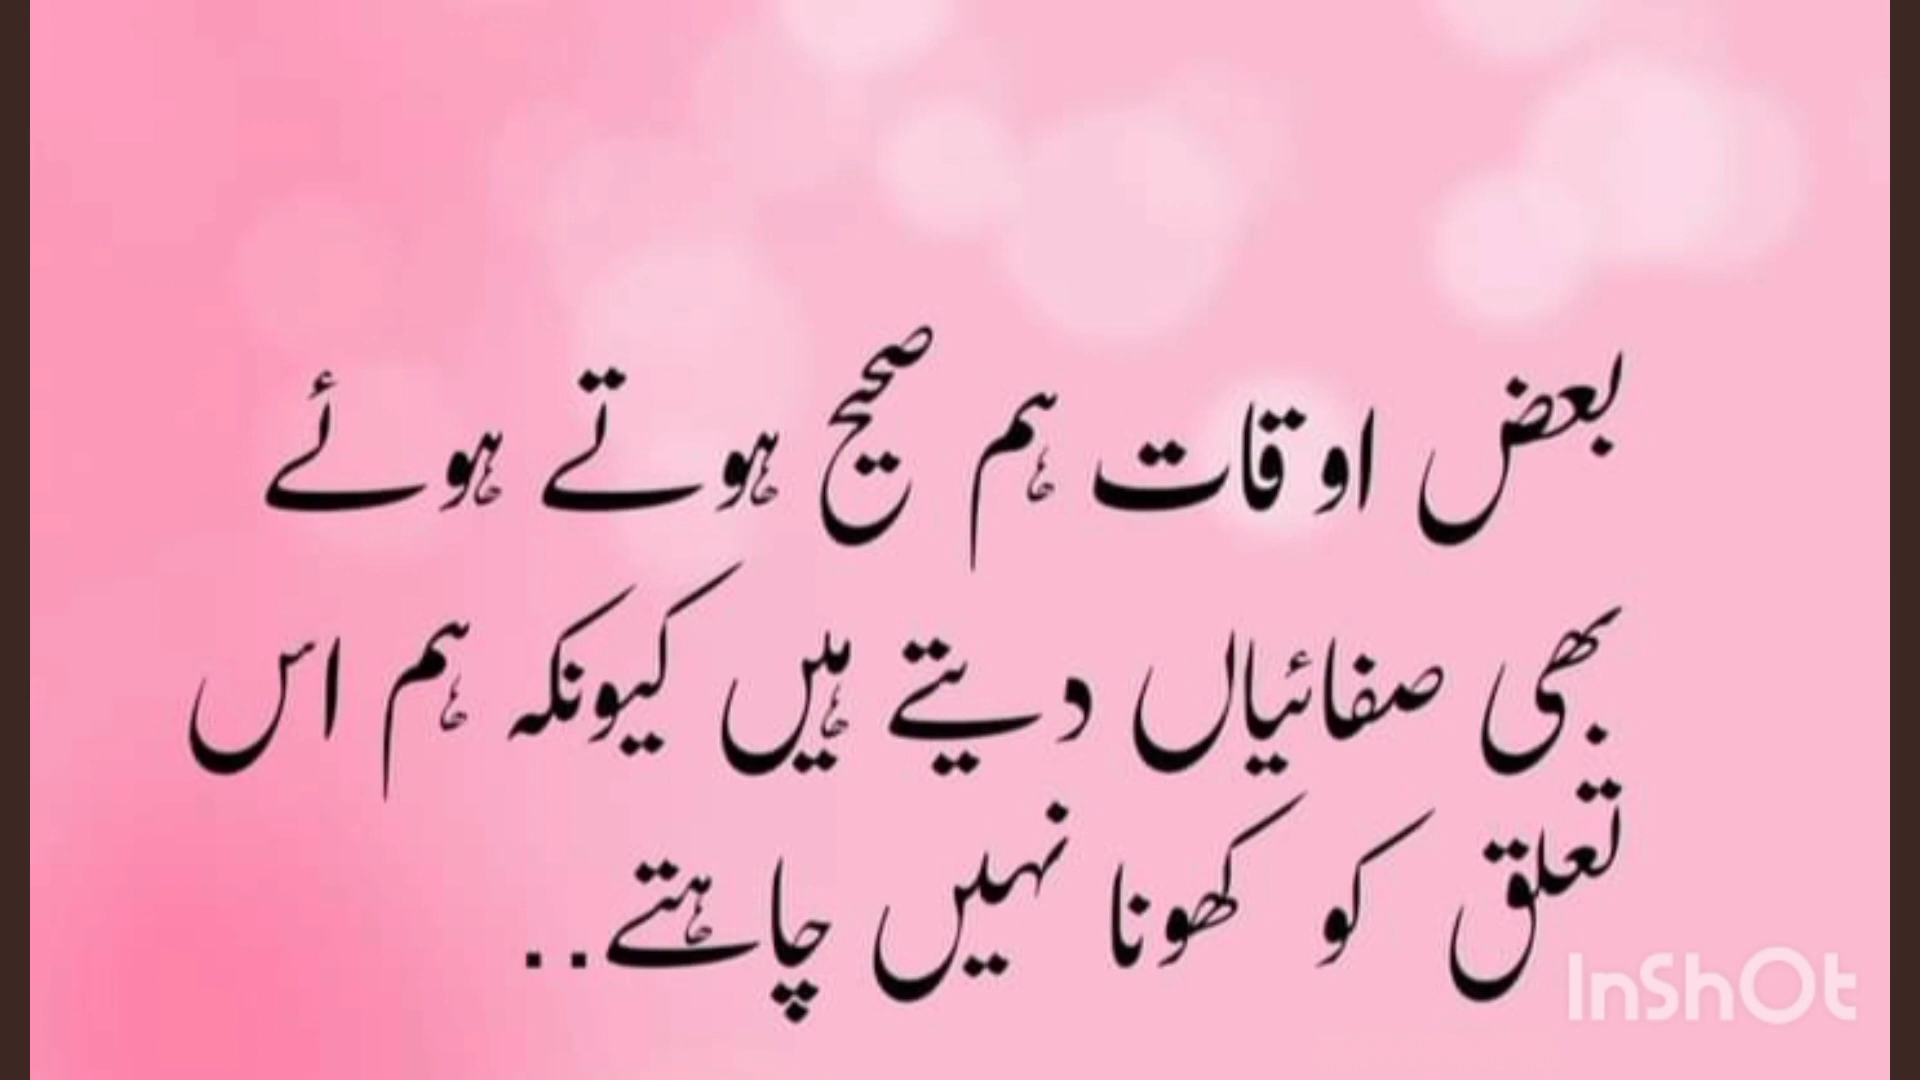 بعض اوقات ہم صحیح ہوتے ہوئے
بھی صفائیاں دیتے ہیں کیونکہ ہم اس
تعلق کو کھونا نہیں چاہتے..
InShOt